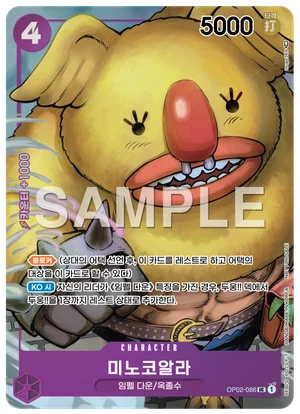 4
5000
타격
打
카운터 +1000
SAMPLE
블로커 (상대의 어택 선언 후, 이 카드를 레스트로 하고 어택의
대상을 이 카드로 할 수 있다)
KO 시 자신의 리더가 《임펠 다운》 특징을 가진 경우, 두웅!! 덱에서
두웅!!을 1장까지 레스트 상태로 추가한다.
CHARACTER
미노코알라
임펠 다운/옥졸수
OP02-086 UC 1